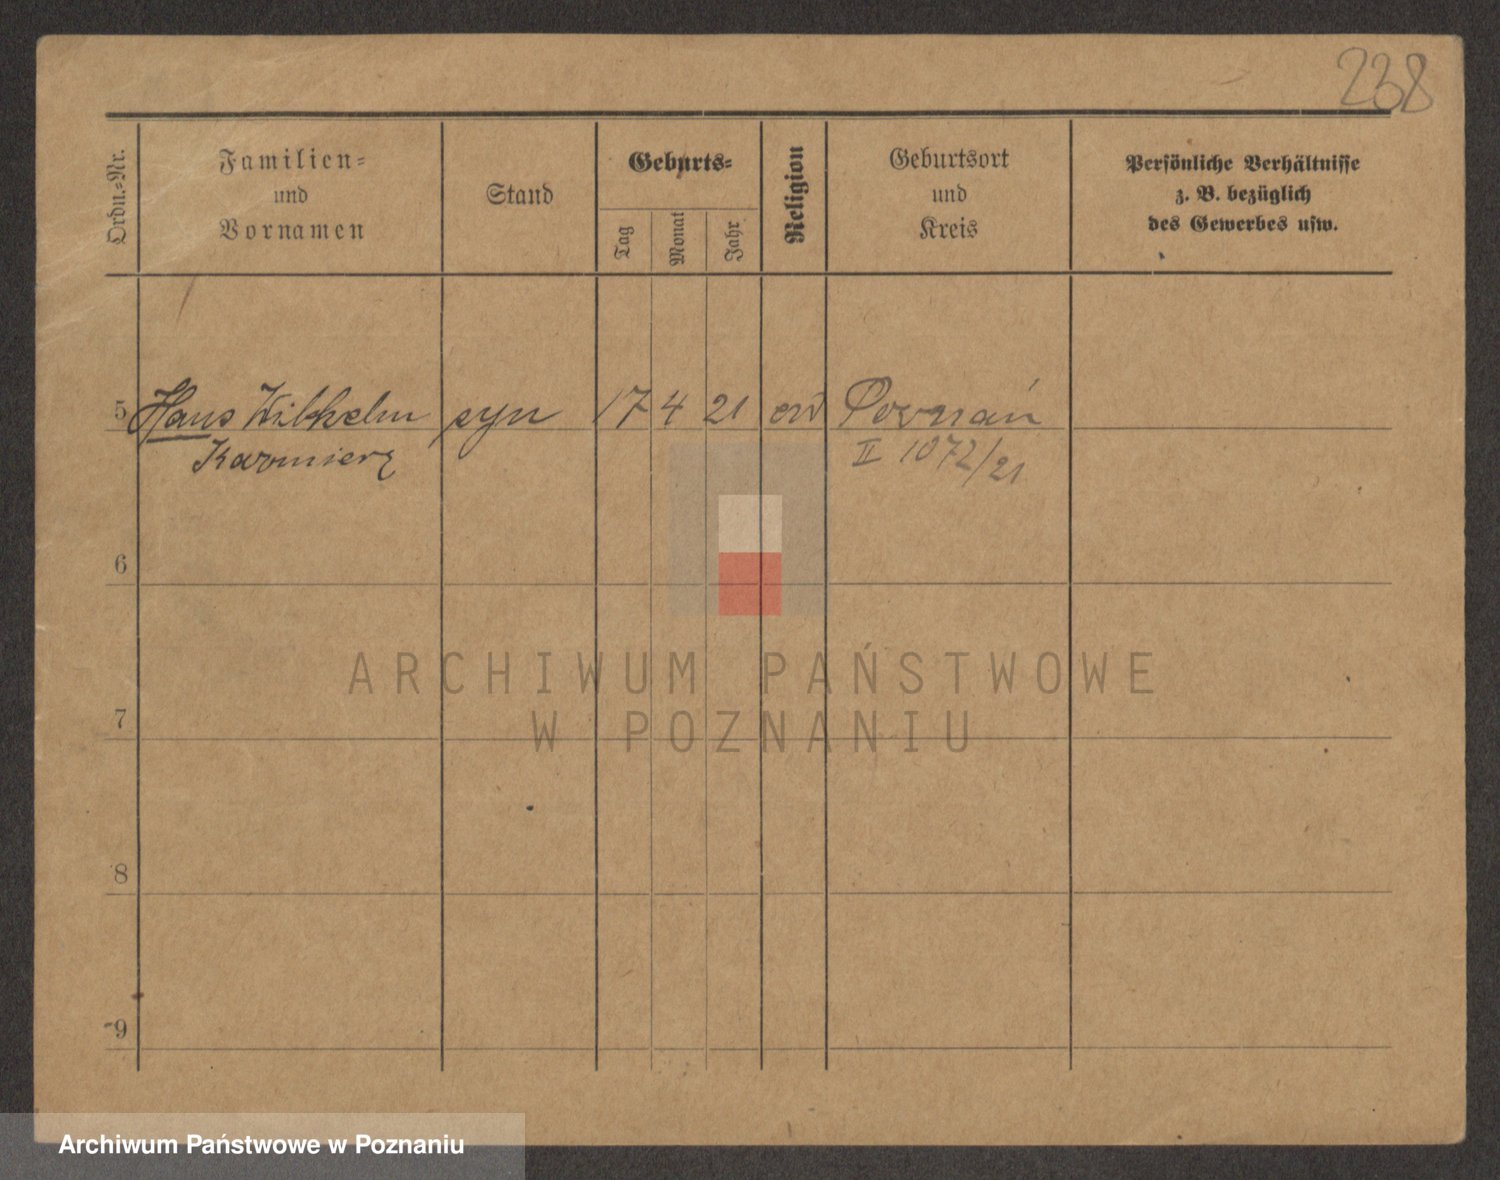 238
Ordn.-Nr.
Familien-
und
Vornamen
Stand
Geburts-
Tag
Monat
Jahr
Religion
Geburtsort
und
Kreis
Persönliche Verhältnisse
z. B. bezüglich
des Gewerbes usw.
5 Hans Wilhelm syn 17 4 21 ew Poznań
Kazmierz II 1072/21
6
7
8
9
ARCHIWUM PAŃSTWOWE
W POZNANIU
Archiwum Państwowe w Poznaniu